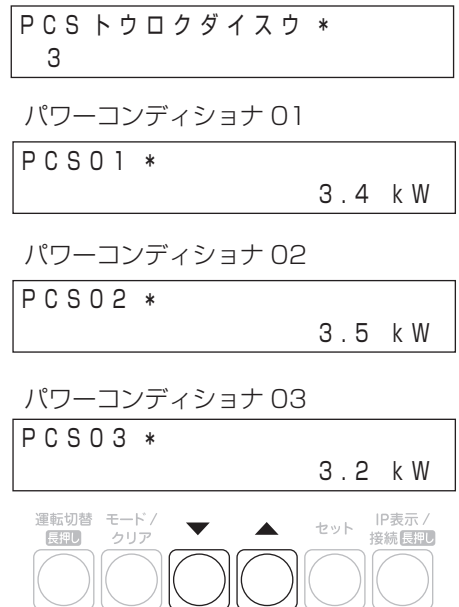 PCSトウロクダイスウ *
3
パワーコンディショナ 01
PCS01 *
3.4 kW
パワーコンディショナ 02
PCS02 *
3.5 kW
パワーコンディショナ 03
PCS03 *
3.2 kW
運転切替 モード / ▼ ▲ セット IP表示 /
長押し クリア 接続 長押し